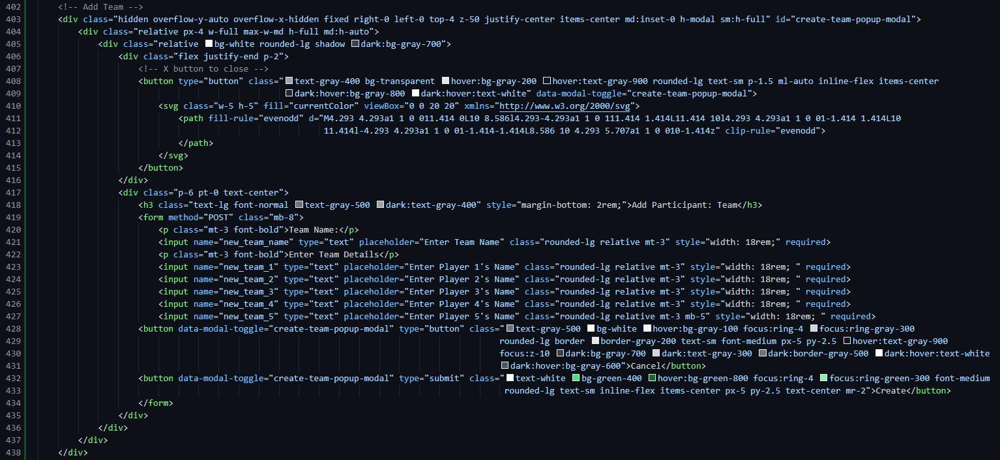 402 <!-- Add Team -->
403 <div class="hidden overflow-y-auto overflow-x-hidden fixed right-0 left-0 top-4 z-50 justify-center items-center md:inset-0 h-modal sm:h-full" id="create-team-popup-modal">
404 <div class="relative px-4 w-full max-w-md h-full md:h-auto">
405 <div class="relative bg-white rounded-lg shadow dark:bg-gray-700">
406 <div class="flex justify-end p-2">
407 <!-- X button to close -->
408 <button type="button" class="text-gray-400 bg-transparent hover:bg-gray-200 hover:text-gray-900 rounded-lg text-sm p-1.5 ml-auto inline-flex items-center
409 dark:hover:bg-gray-800 dark:hover:text-white" data-modal-toggle="create-team-popup-modal">
410 <svg class="w-5 h-5" fill="currentColor" viewBox="0 0 20 20" xmlns="http://www.w3.org/2000/svg">
411 <path fill-rule="evenodd" d="M4.293 4.293a1 1 0 011.414 0L10 8.586l4.293-4.293a1 1 0 111.414 1.414L11.414 10l4.293 4.293a1 1 0 01-1.414 1.414L10
412 11.414l-4.293 4.293a1 1 0 01-1.414-1.414L8.586 10 4.293 5.707a1 1 0 010-1.414z" clip-rule="evenodd">
413 </path>
414 </svg>
415 </button>
416 </div>
417 <div class="p-6 pt-0 text-center">
418 <h3 class="text-lg font-normal text-gray-500 dark:text-gray-400" style="margin-bottom: 2rem;">Add Participant: Team</h3>
419 <form method="POST" class="mb-8">
420 <p class="mt-3 font-bold">Team Name:</p>
421 <input name="new_team_name" type="text" placeholder="Enter Team Name" class="rounded-lg relative mt-3" style="width: 18rem;" required>
422 <p class="mt-3 font-bold">Enter Team Details</p>
423 <input name="new_team_1" type="text" placeholder="Enter Player 1's Name" class="rounded-lg relative mt-3" style="width: 18rem; " required>
424 <input name="new_team_2" type="text" placeholder="Enter Player 2's Name" class="rounded-lg relative mt-3" style="width: 18rem; " required>
425 <input name="new_team_3" type="text" placeholder="Enter Player 3's Name" class="rounded-lg relative mt-3" style="width: 18rem; " required>
426 <input name="new_team_4" type="text" placeholder="Enter Player 4's Name" class="rounded-lg relative mt-3" style="width: 18rem; " required>
427 <input name="new_team_5" type="text" placeholder="Enter Player 5's Name" class="rounded-lg relative mt-3 mb-5" style="width: 18rem; " required>
428 <button data-modal-toggle="create-team-popup-modal" type="button" class="text-gray-500 bg-white hover:bg-gray-100 focus:ring-4 focus:ring-gray-300
429 rounded-lg border border-gray-200 text-sm font-medium px-5 py-2.5 hover:text-gray-900
430 focus:z-10 dark:bg-gray-700 dark:text-gray-300 dark:border-gray-500 dark:hover:text-white
431 dark:hover:bg-gray-600">Cancel</button>
432 <button data-modal-toggle="create-team-popup-modal" type="submit" class="text-white bg-green-400 hover:bg-green-800 focus:ring-4 focus:ring-green-300 font-medium
433 rounded-lg text-sm inline-flex items-center px-5 py-2.5 text-center mr-2">Create</button>
434 </form>
435 </div>
436 </div>
437 </div>
438 </div>